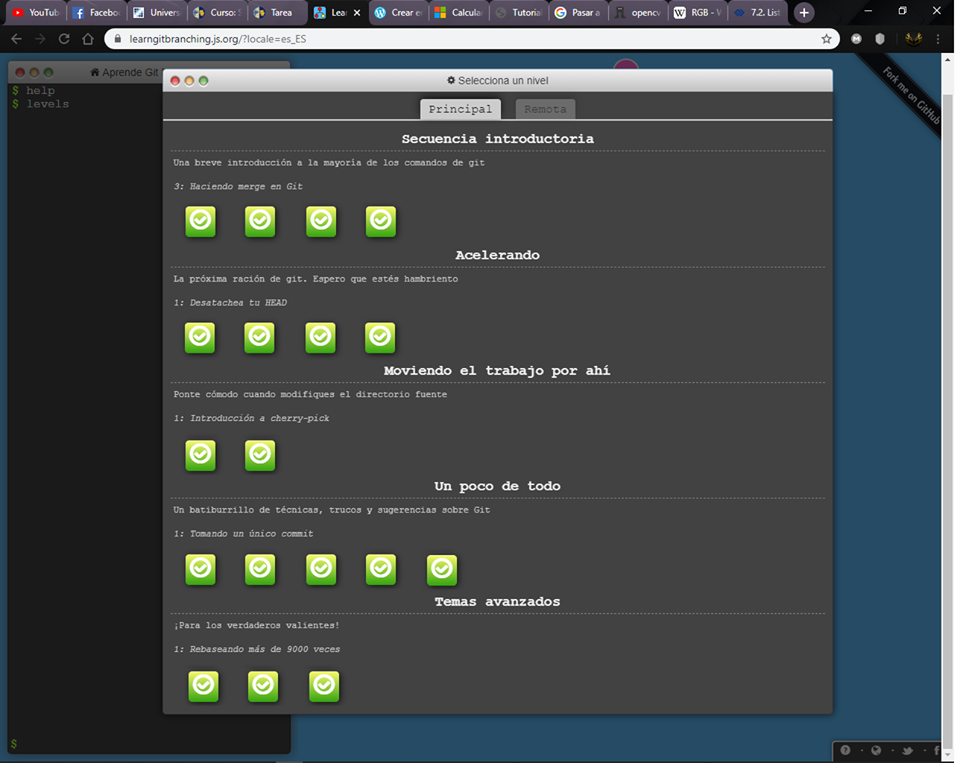 YouTub
Facebo
Univers
Curso: S
Tarea
Lear
Crear e
Calcula
Tutorial
Pasar a
opencv
RGB - W
7.2. List
learngitbranching.js.org/?locale=es_ES
Aprende Git
$ help
$ levels
$
Selecciona un nivel
Principal
Remota
Secuencia introductoria
Una breve introducción a la mayoría de los comandos de git
3: Haciendo merge en Git
Acelerando
La próxima ración de git. Espero que estés hambriento
1: Desatachea tu HEAD
Moviendo el trabajo por ahí
Ponte cómodo cuando modifiques el directorio fuente
1: Introducción a cherry-pick
Un poco de todo
Un batiburrillo de técnicas, trucos y sugerencias sobre Git
1: Tomando un único commit
Temas avanzados
¡Para los verdaderos valientes!
1: Rebaseando más de 9000 veces
Fork me on GitHub